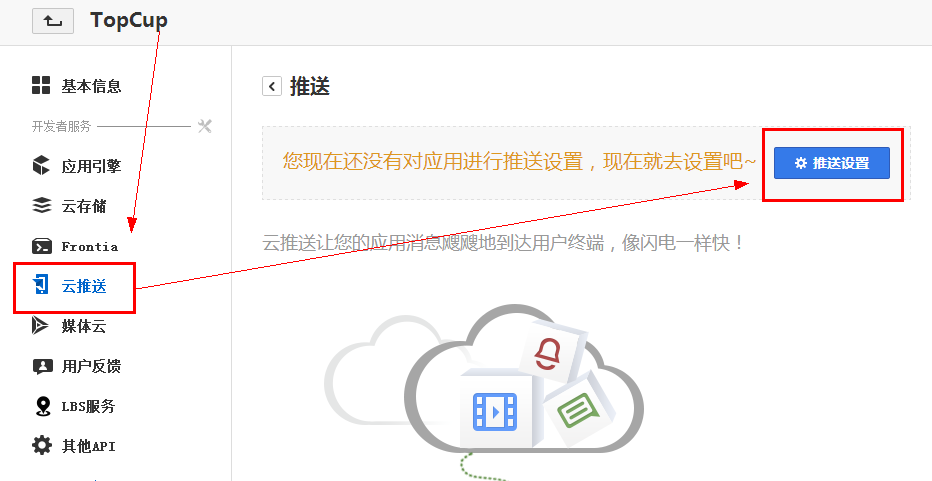 TopCup
基本信息
开发者服务
应用引擎
云存储
Frontia
云推送
媒体云
用户反馈
LBS服务
其他API
推送
您现在还没有对应用进行推送设置，现在就去设置吧~
推送设置
云推送让您的应用消息飕飕地到达用户终端，像闪电一样快！